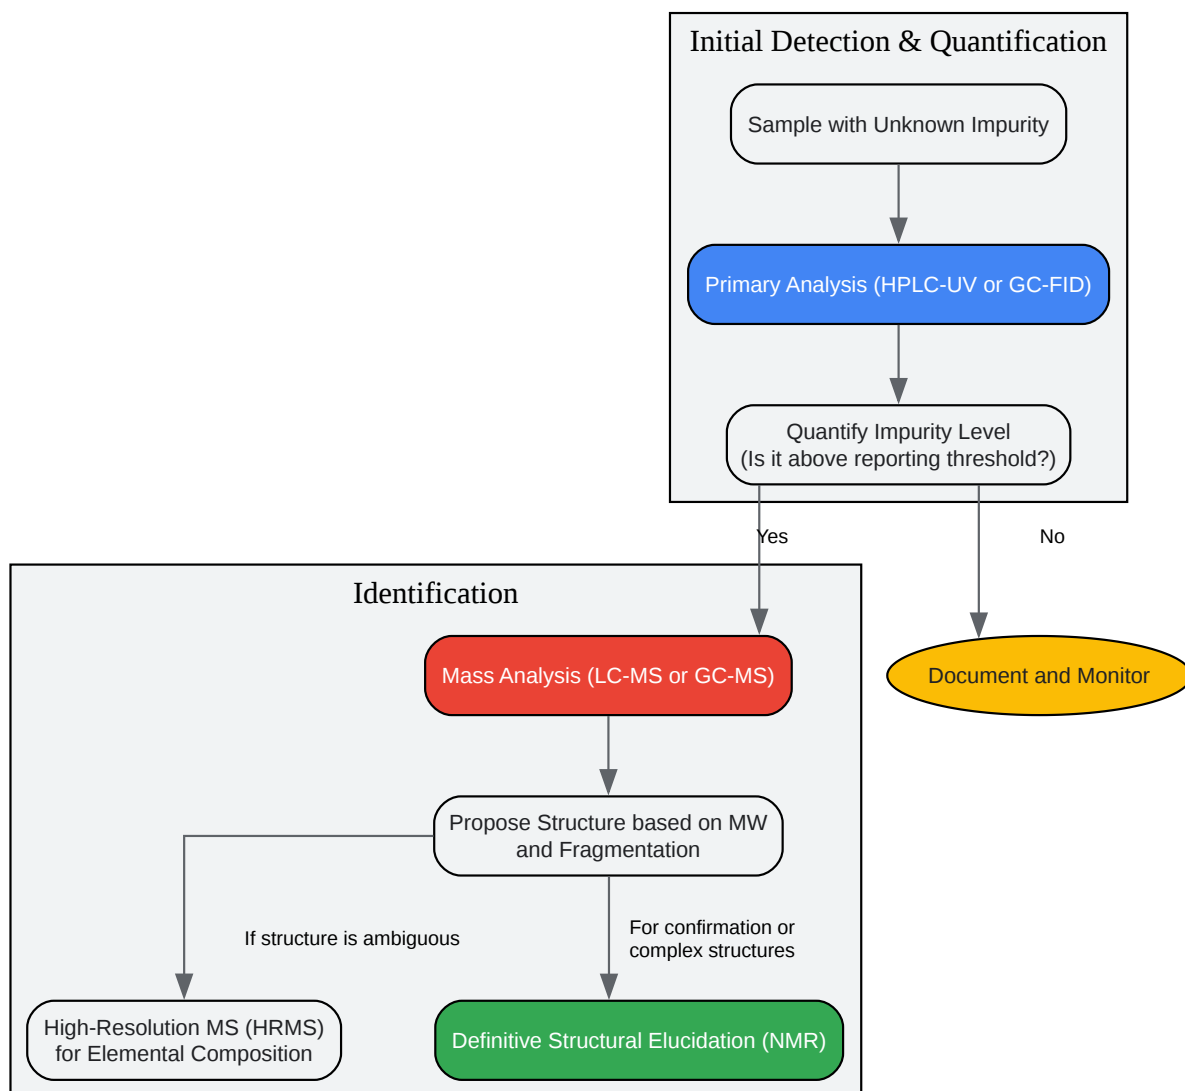 Initial Detection & Quantification
Sample with Unknown Impurity
Primary Analysis (HPLC-UV or GC-FID)
Quantify Impurity Level
(Is it above reporting threshold?)
Yes
No
Identification
Mass Analysis (LC-MS or GC-MS)
Document and Monitor
Propose Structure based on MW
and Fragmentation
If structure is ambiguous
For confirmation or
complex structures
High-Resolution MS (HRMS)
for Elemental Composition
Definitive Structural Elucidation (NMR)